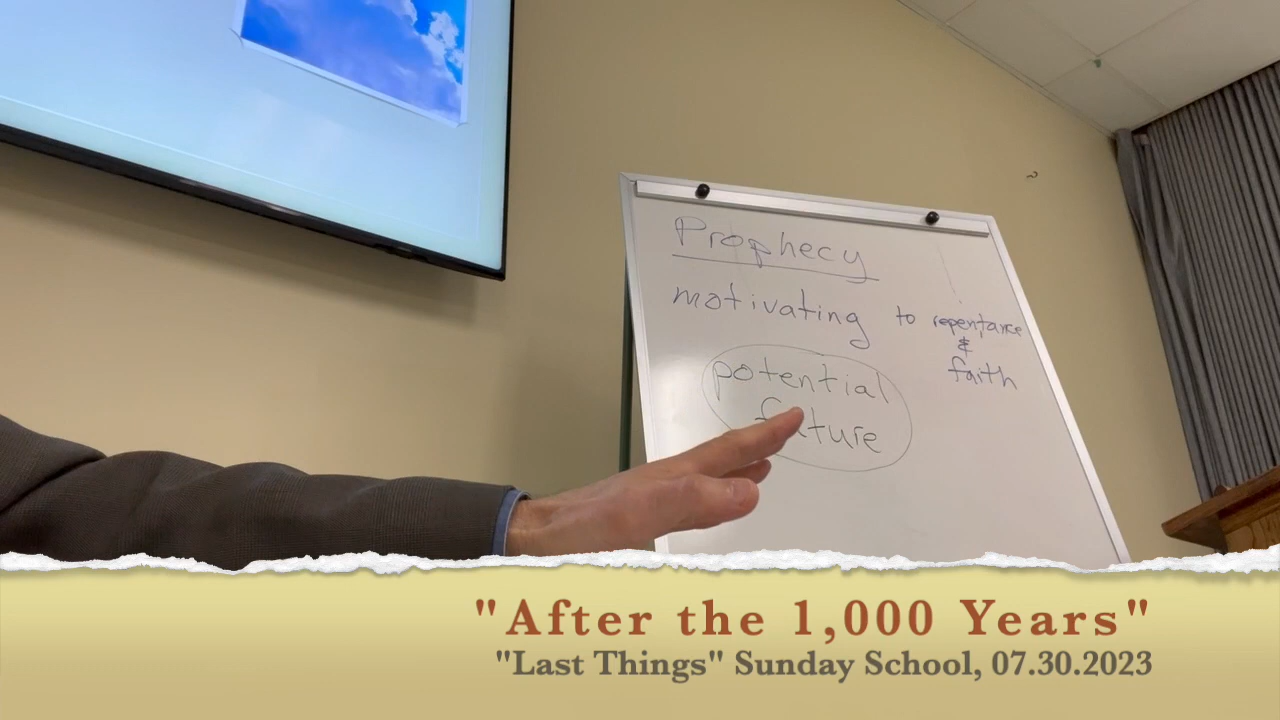 Prophecy
motivating to repentance
&
faith
potential
future
"After the 1,000 Years"
"Last Things" Sunday School, 07.30.2023